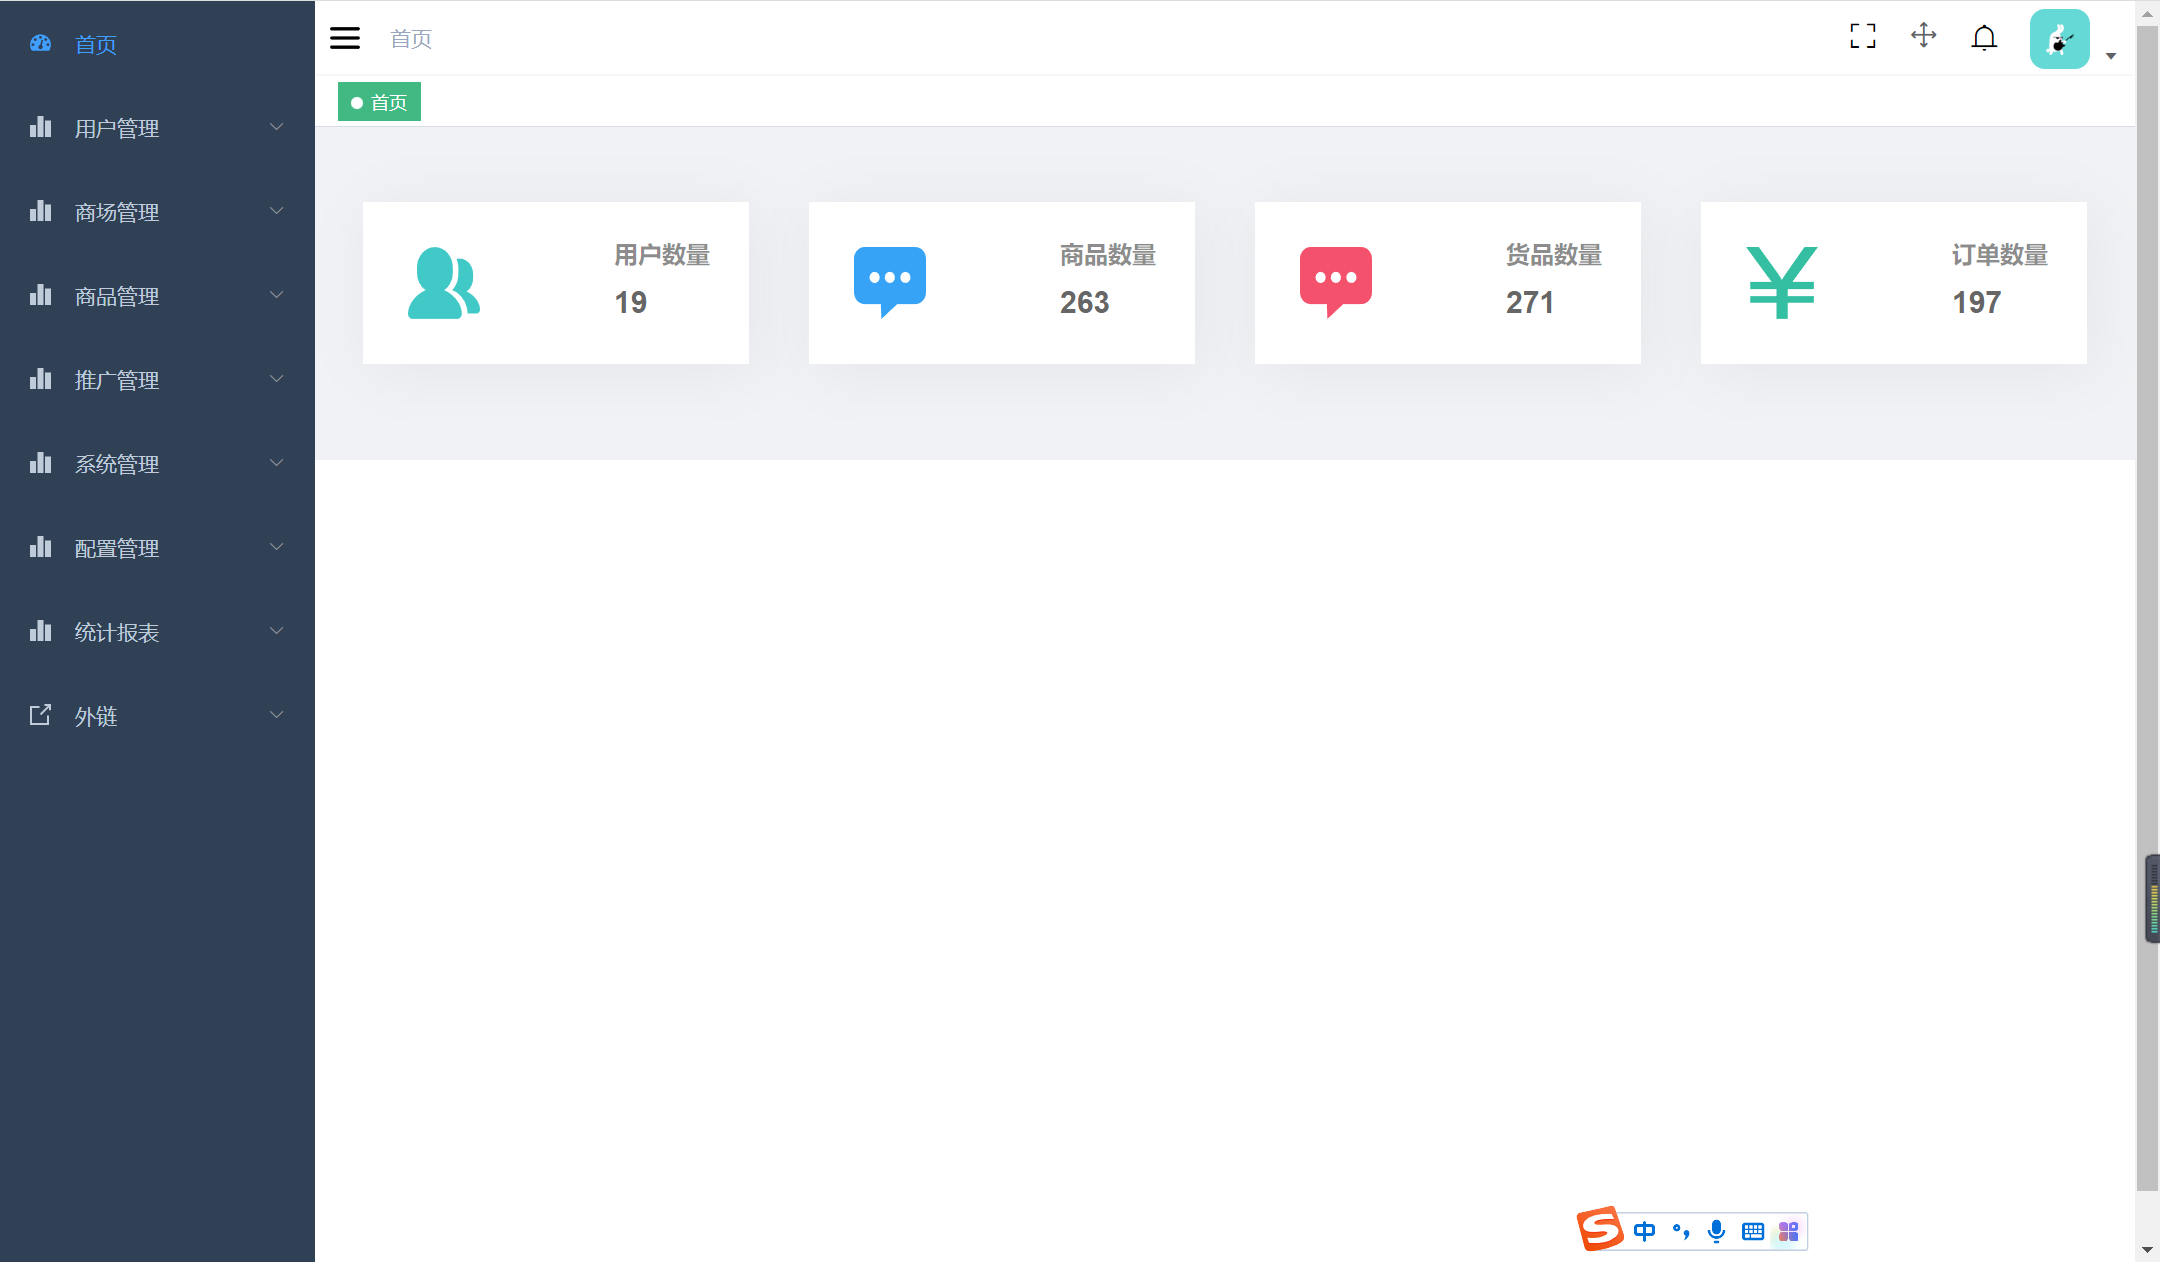 首页
用户管理
商场管理
商品管理
推广管理
系统管理
配置管理
统计报表
外链
首页
首页
用户数量
19
商品数量
263
货品数量
271
订单数量
197
S 中 °,